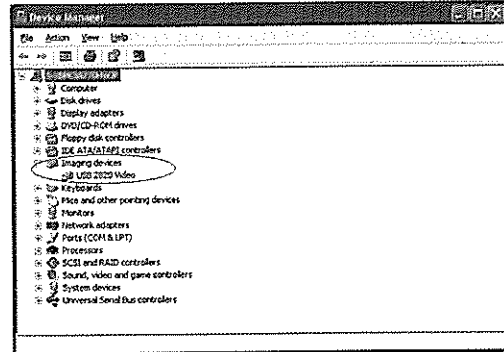 Device Manager
File Action View Help
Computer
Disk drives
Display adapters
DVD/CD-ROM drives
Floppy disk controllers
IDE ATA/ATAPI controllers
Imaging devices
USB 2820 Video
Keyboards
Mice and other pointing devices
Monitors
Network adapters
Ports (COM & LPT)
Processors
SCSI and RAID controllers
Sound, video and game controllers
System devices
Universal Serial Bus controllers